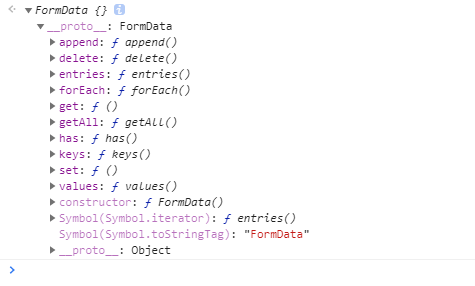 FormData {} i
__proto__: FormData
append: ƒ append()
delete: ƒ delete()
entries: ƒ entries()
forEach: ƒ forEach()
get: ƒ ()
getAll: ƒ getAll()
has: ƒ has()
keys: ƒ keys()
set: ƒ ()
values: ƒ values()
constructor: ƒ FormData()
Symbol(Symbol.iterator): ƒ entries()
Symbol(Symbol.toStringTag): "FormData"
__proto__: Object